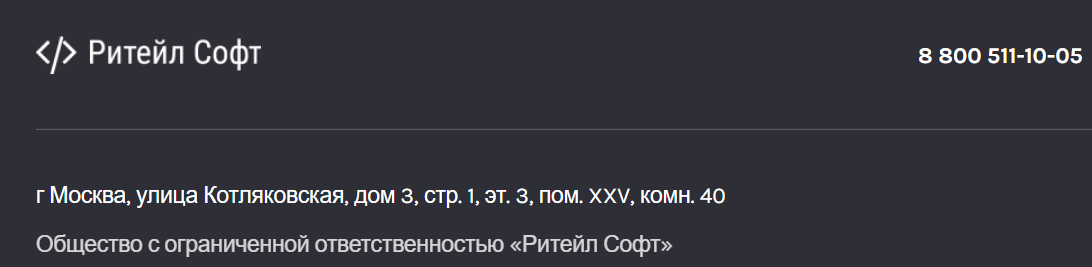 </> Ритейл Софт
8 800 511-10-05
г Москва, улица Котляковская, дом 3, стр. 1, эт. 3, пом. XXV, комн. 40
Общество с ограниченной ответственностью «Ритейл Софт»